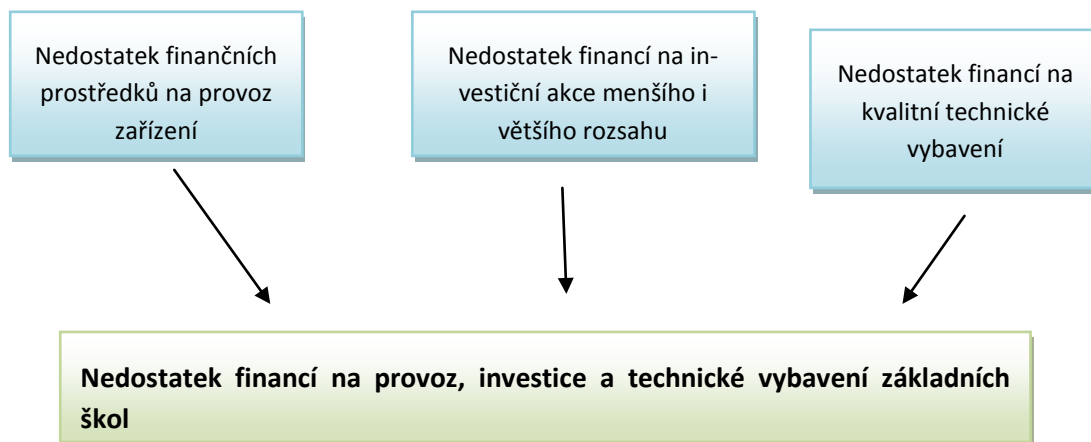 Nedostatek finančních
prostředků na provoz
zařízení
Nedostatek financí na in-
vestiční akce menšího i
většího rozsahu
Nedostatek financí na
kvalitní technické
vybavení
Nedostatek financí na provoz, investice a technické vybavení základních
škol